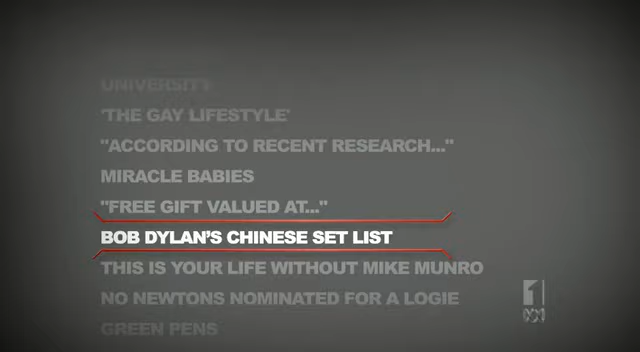 UNIVERSITY
'THE GAY LIFESTYLE'
"ACCORDING TO RECENT RESEARCH..."
MIRACLE BABIES
"FREE GIFT VALUED AT..."
BOB DYLAN'S CHINESE SET LIST
THIS IS YOUR LIFE WITHOUT MIKE MUNRO
NO NEWTONS NOMINATED FOR A LOGIE
GREEN PENS
1